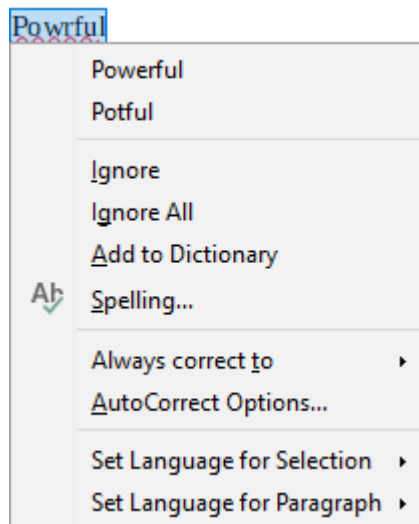 Powrful
Powerful
Potful
Ignore
Ignore All
Add to Dictionary
Ab
Spelling...
Always correct to
AutoCorrect Options...
Set Language for Selection
Set Language for Paragraph